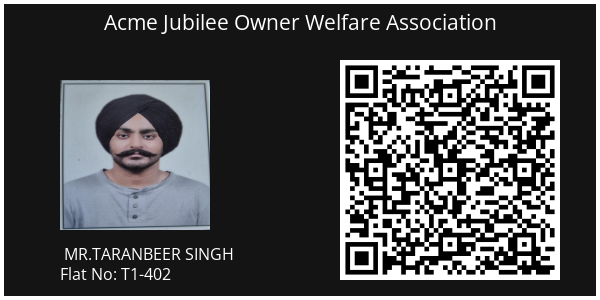 Acme Jubilee Owner Welfare Association
MR.TARANBEER SINGH
Flat No: T1-402